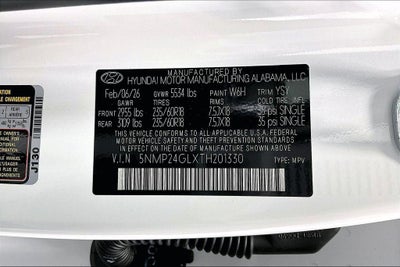 MANUFACTURED BY
HYUNDAI MOTOR MANUFACTURING ALABAMA, LLC
Feb/06/26 GVWR 5534 lbs PAINT W6H TRIM YSY
GAWR TIRE RIM COLD
FRONT 2955 lbs 235/60R18 7.5JX18 35 psi SINGLE
REAR 3109 lbs 235/60R18 7.5JX18 35 psi SINGLE
THIS VEHICLE CONFORMS TO ALL APPLICABLE U.S.
FEDERAL MOTOR VEHICLE SAFETY AND THEFT
PREVENTION STANDARDS IN EFFECT ON THE DATE OF
MANUFACTURE SHOWN ABOVE.
V.I.N 5NMP24GLXTH201330 TYPE: MPV
J130